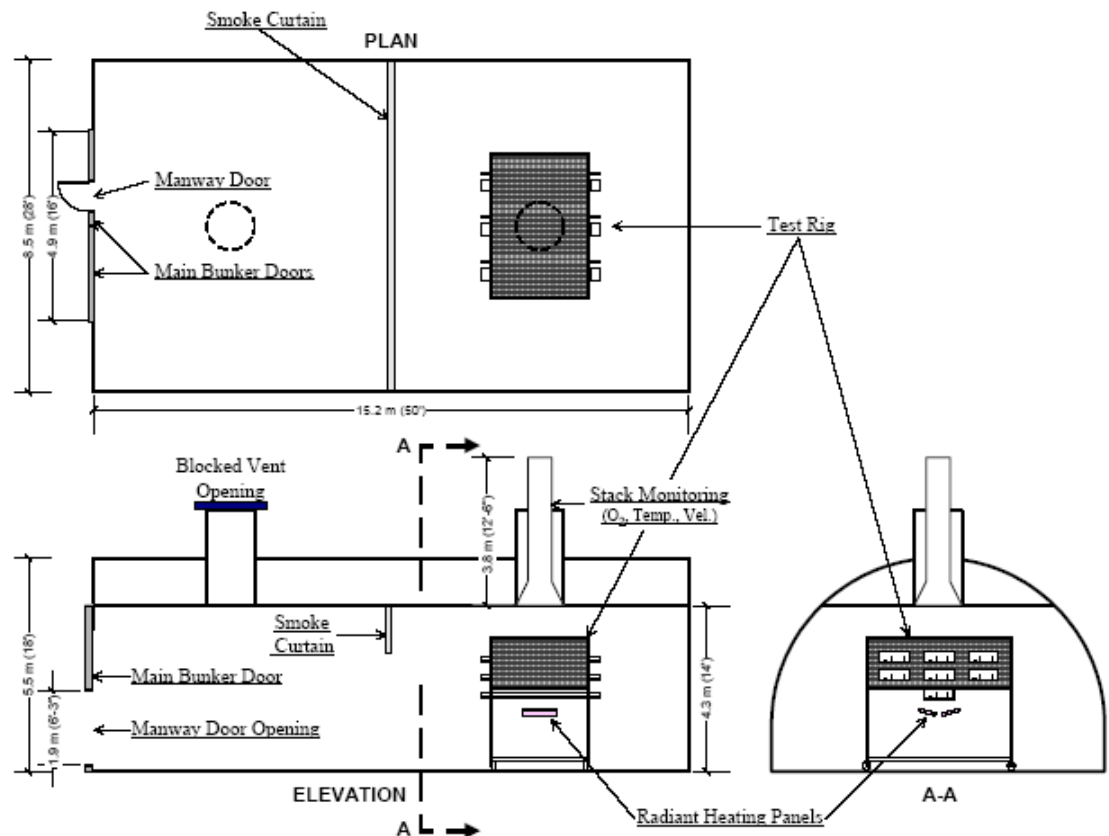 Smoke Curtain
PLAN
Manway Door
Main Bunker Doors
8.5 m (28')
4.9 m (16')
Test Rig
15.2 m (50')
A
Blocked Vent
Opening
Stack Monitoring
(O₂, Temp., Vel.)
3.8 m (12'-6")
Smoke
Curtain
Main Bunker Door
Manway Door Opening
5.5 m (18')
1.9 m (6'-3")
4.3 m (14')
ELEVATION
A
Radiant Heating Panels
A-A